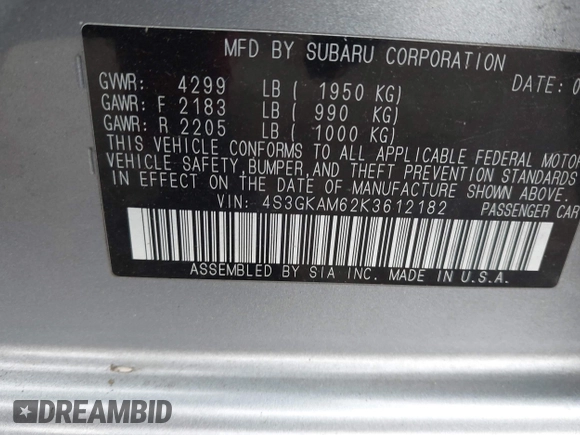 MFD BY SUBARU CORPORATION
GVWR: 4299 LB ( 1950 KG) DATE: 0
GAWR: F 2183 LB ( 990 KG)
GAWR: R 2205 LB ( 1000 KG)
THIS VEHICLE CONFORMS TO ALL APPLICABLE FEDERAL MOTOR
VEHICLE SAFETY, BUMPER, AND THEFT PREVENTION STANDARDS
IN EFFECT ON THE DATE OF MANUFACTURE SHOWN ABOVE.
VIN: 4S3GKAM62K3612182 PASSENGER CAR
ASSEMBLED BY SIA INC. MADE IN U.S.A.
DREAMBID